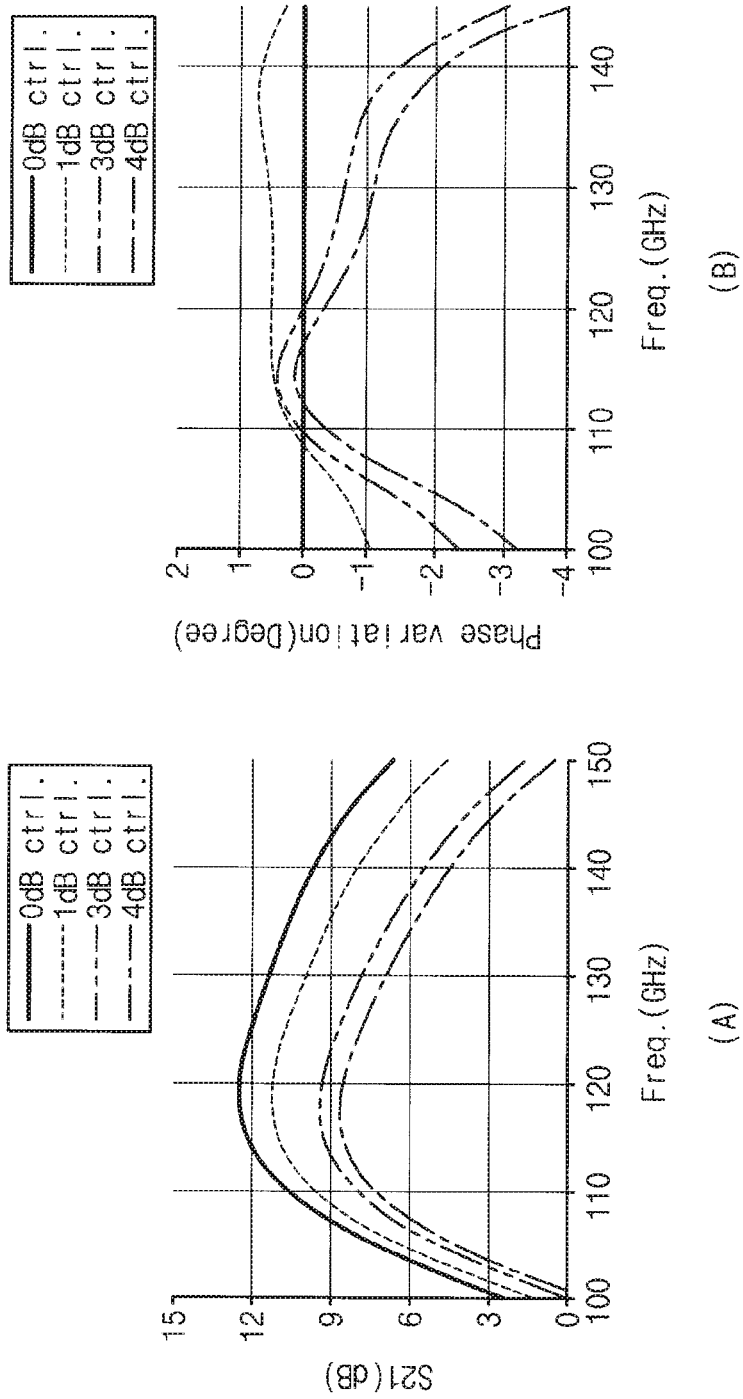 0dB ctrl.
1dB ctrl.
3dB ctrl.
4dB ctrl.
S21(dB)
15
12
9
6
3
0
100
110
120
130
140
150
Freq.(GHz)
(A)
0dB ctrl.
1dB ctrl.
3dB ctrl.
4dB ctrl.
Phase variation(Degree)
2
1
0
-1
-2
-3
-4
100
110
120
130
140
Freq.(GHz)
(B)